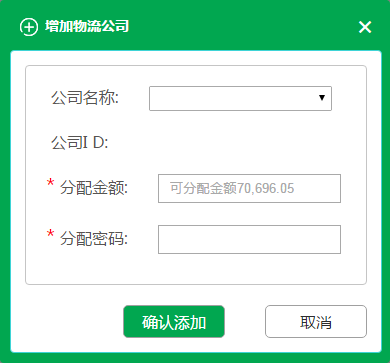 增加物流公司
公司名称:
公司I D:
* 分配金额: 可分配金额70,696.05
* 分配密码:
确认添加 取消